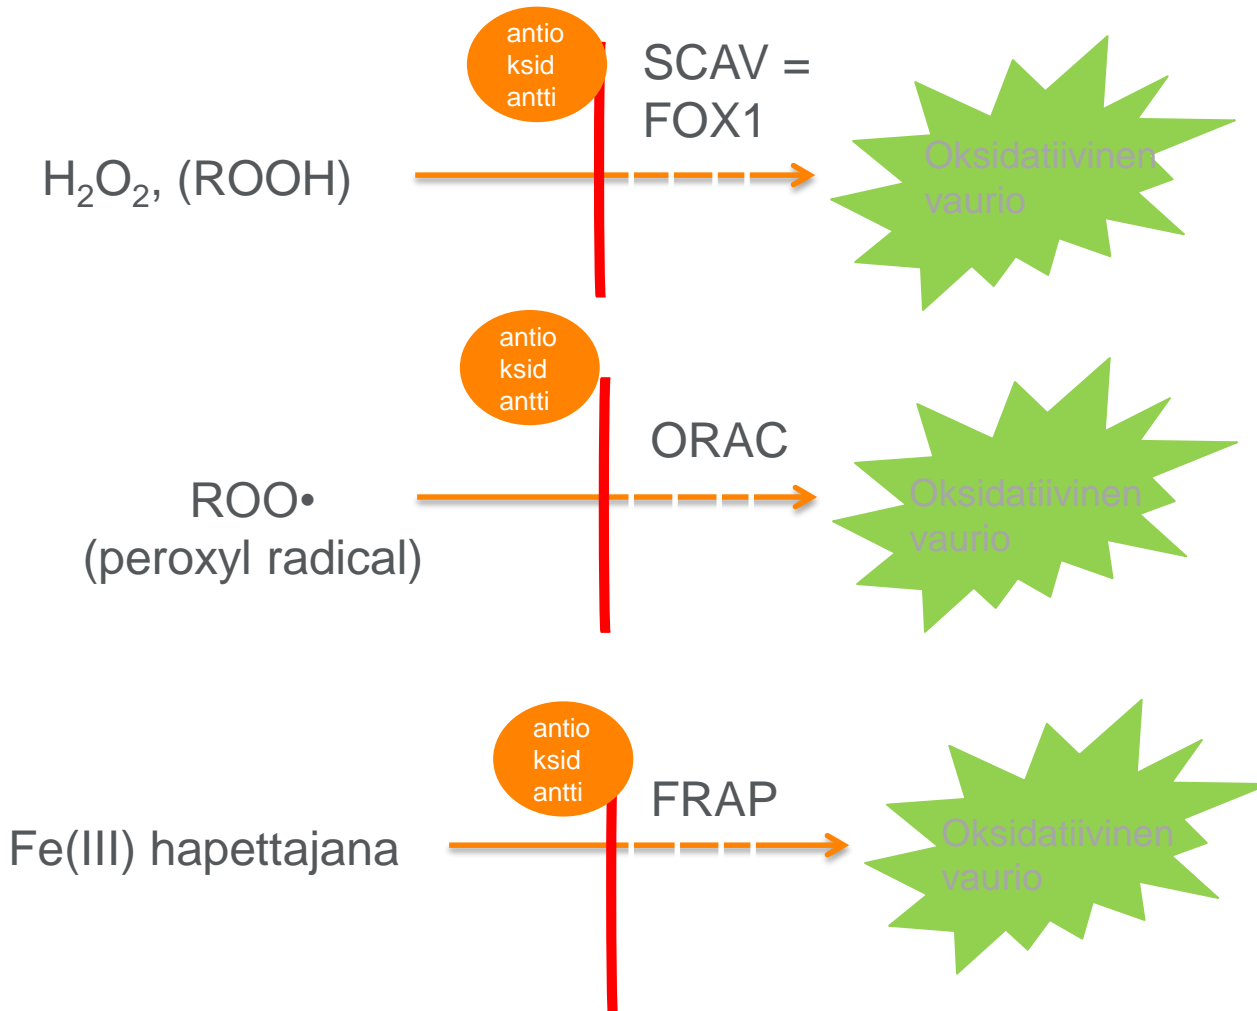 antio
ksid
antti
SCAV =
FOX1
H₂O₂, (ROOH)
Oksidatiivinen
vaurio
antio
ksid
antti
ORAC
ROO•
(peroxyl radical)
Oksidatiivinen
vaurio
antio
ksid
antti
FRAP
Fe(III) hapettajana
Oksidatiivinen
vaurio